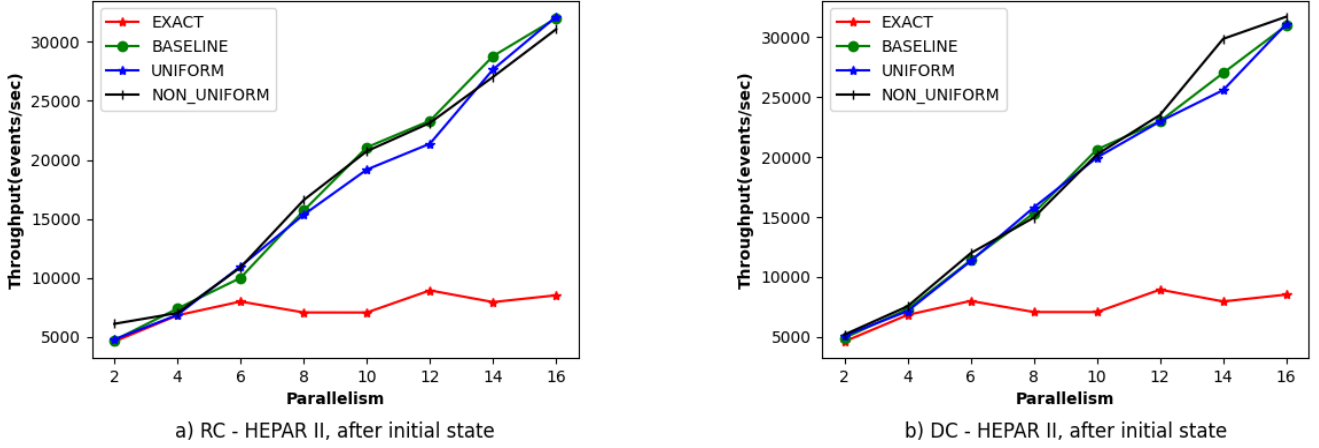 EXACT
BASELINE
UNIFORM
NON_UNIFORM
Throughput(events/sec)
30000
25000
20000
15000
10000
5000
2 4 6 8 10 12 14 16
Parallelism
a) RC - HEPAR II, after initial state
EXACT
BASELINE
UNIFORM
NON_UNIFORM
Throughput(events/sec)
30000
25000
20000
15000
10000
5000
2 4 6 8 10 12 14 16
Parallelism
b) DC - HEPAR II, after initial state